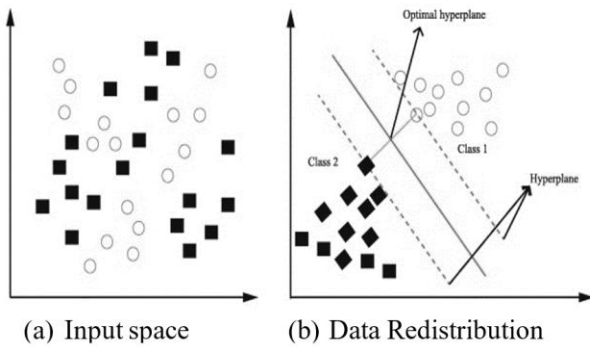 Optimal hyperplane
Class 1
Class 2
Hyperplane
(a) Input space
(b) Data Redistribution